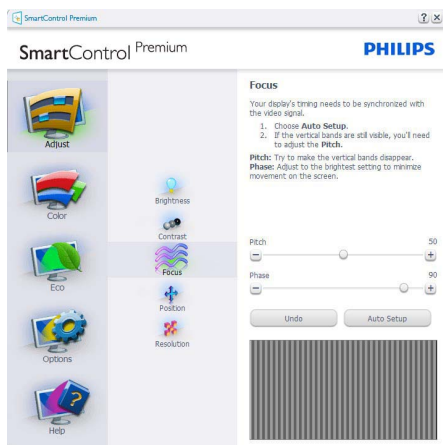 SmartControl Premium
SmartControl Premium
PHILIPS
Adjust
Color
Eco
Options
Help
Brightness
Contrast
Focus
Position
Resolution
Focus
Your display's timing needs to be synchronized with
the video signal.
1. Choose Auto Setup.
2. If the vertical bands are still visible, you'll need
to adjust the Pitch.
Pitch: Try to make the vertical bands disappear.
Phase: Adjust to the brightest setting to minimize
movement on the screen.
Pitch 50
Phase 90
Undo Auto Setup